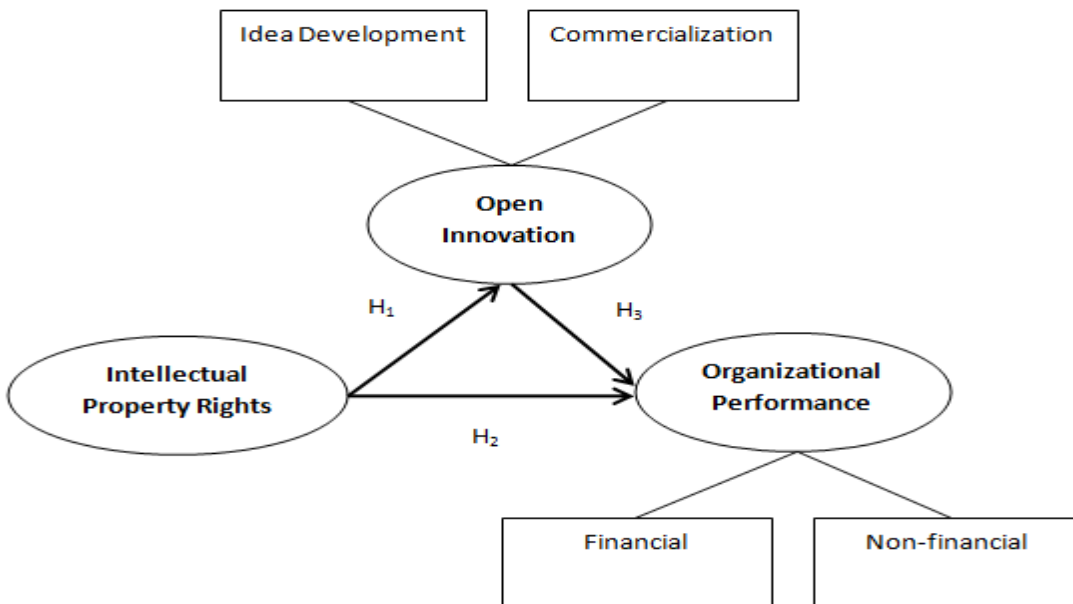 Idea Development
Commercialization
Open
Innovation
H₁
H₃
Intellectual
Property Rights
Organizational
Performance
H₂
Financial
Non-financial